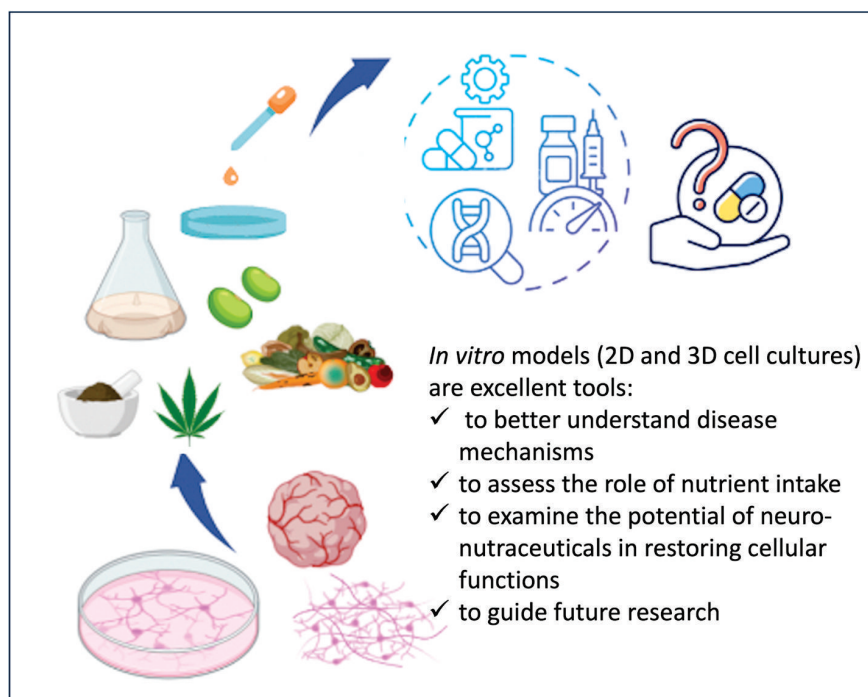 In vitro models (2D and 3D cell cultures)
are excellent tools:
✓ to better understand disease
mechanisms
✓ to assess the role of nutrient intake
✓ to examine the potential of neuro-
nutraceuticals in restoring cellular
functions
✓ to guide future research